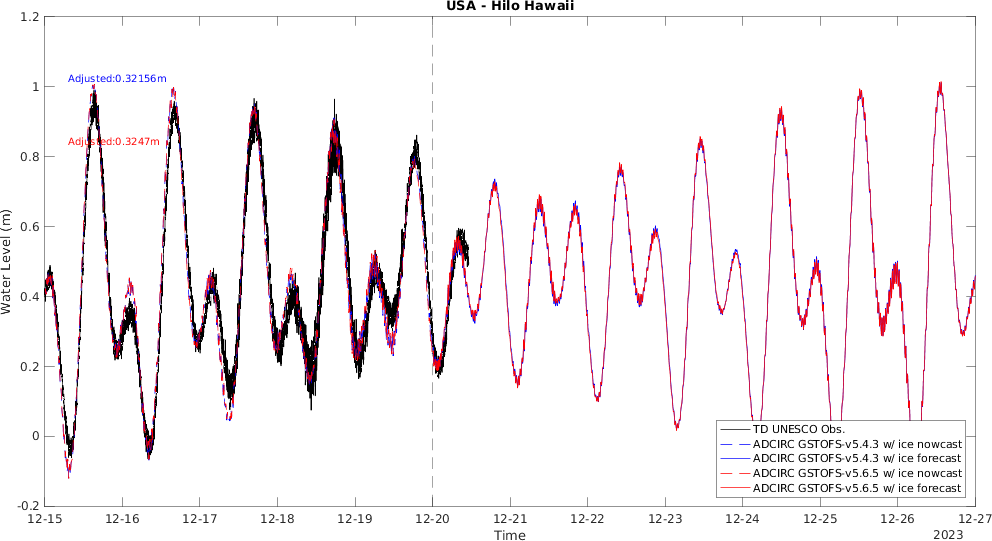 USA - Hilo Hawaii
1.2
1
0.8
0.6
0.4
0.2
0
-0.2
Water Level (m)
Adjusted:0.32156m
Adjusted:0.3247m
TD UNESCO Obs.
ADCIRC GSTOFS-v5.4.3 w/ ice nowcast
ADCIRC GSTOFS-v5.4.3 w/ ice forecast
ADCIRC GSTOFS-v5.6.5 w/ ice nowcast
ADCIRC GSTOFS-v5.6.5 w/ ice forecast
12-15 12-16 12-17 12-18 12-19 12-20 12-21 12-22 12-23 12-24 12-25 12-26 12-27
Time
2023